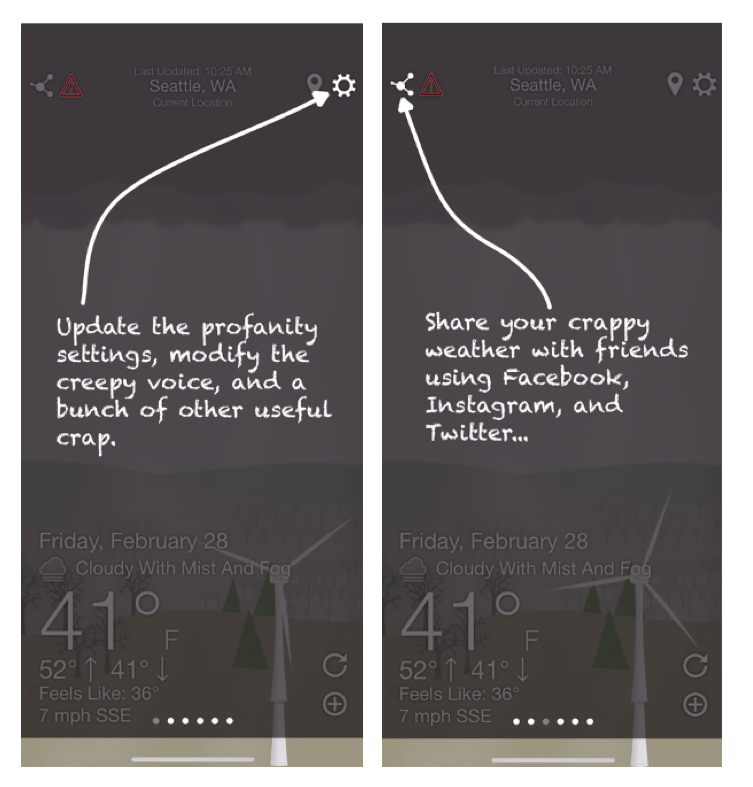 Last Updated: 10:25 AM
Seattle, WA
Current Location
Update the profanity
settings, modify the
creepy voice, and a
bunch of other useful
crap.
Friday, February 28
Cloudy With Mist And Fog
41° F
52° ↑ 41° ↓
Feels Like: 36°
7 mph SSE
Last Updated: 10:25 AM
Seattle, WA
Current Location
Share your crappy
weather with friends
using Facebook,
Instagram, and
Twitter...
Friday, February 28
Cloudy With Mist And Fog
41° F
52° ↑ 41° ↓
Feels Like: 36°
7 mph SSE